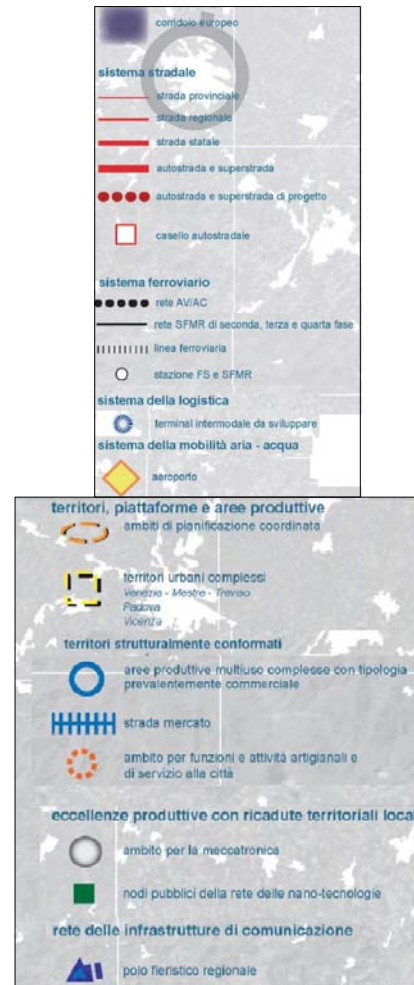 corridoio europeo
sistema stradale
strada provinciale
strada regionale
strada statale
autostrada e superstrada
autostrada e superstrada di progetto
casello autostradale
sistema ferroviario
rete AV/AC
rete SFMR di seconda, terza e quarta fase
linea ferroviaria
stazione FS e SFMR
sistema della logistica
terminal intermodale da sviluppare
sistema della mobilità aria - acqua
aeroporto
territori, piattaforme e aree produttive
ambiti di pianificazione coordinata
territori urbani complessi
Venezia - Mestre - Treviso
Padova
Vicenza
territori strutturalmente conformati
aree produttive multiuso complesse con tipologia
prevalentemente commerciale
strada mercato
ambito per funzioni e attività artigianali e
di servizio alla città
eccellenze produttive con ricadute territoriali loca
ambito per la meccatronica
nodi pubblici della rete delle nano-tecnologie
rete delle infrastrutture di comunicazione
polo fieristico regionale